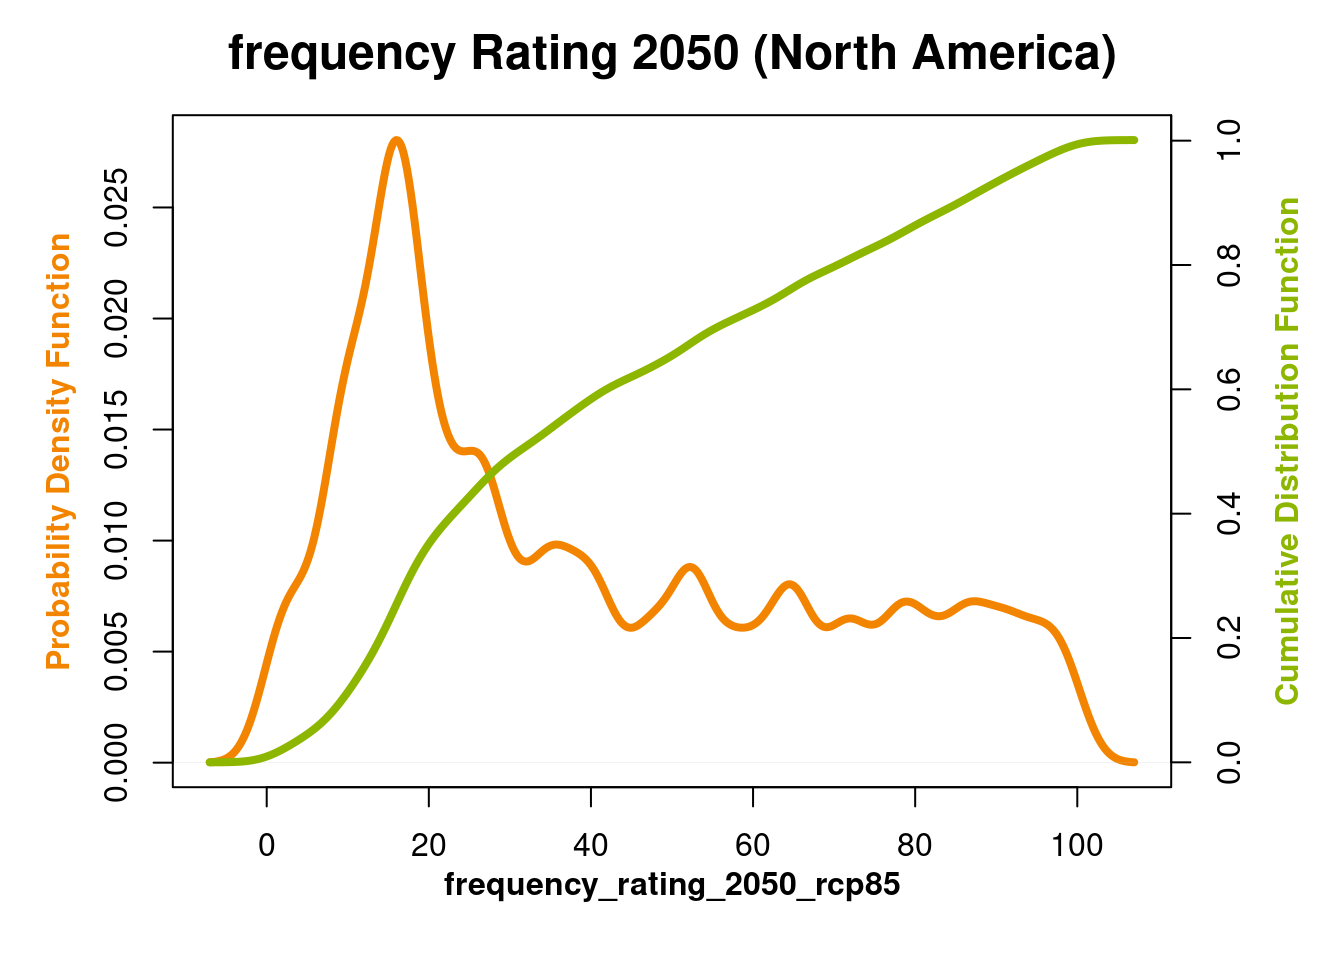 frequency Rating 2050 (North America)
Probability Density Function
0.000
0.005
0.010
0.015
0.020
0.025
Cumulative Distribution Function
0.0
0.2
0.4
0.6
0.8
1.0
0 20 40 60 80 100
frequency_rating_2050_rcp85